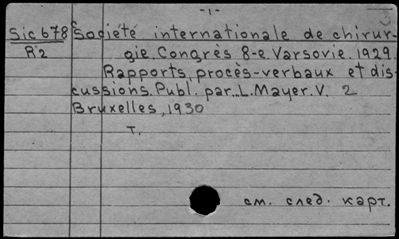 -1-
Sic 678 Société internationale de chirur-
R2 gie. Congrès 8-e. Varsovie. 1929.
Rapports, procès-verbaux et dis-
cussions. Publ. par L. Mayer. V. 2
Bruxelles, 1930
т.
см. след. карт.